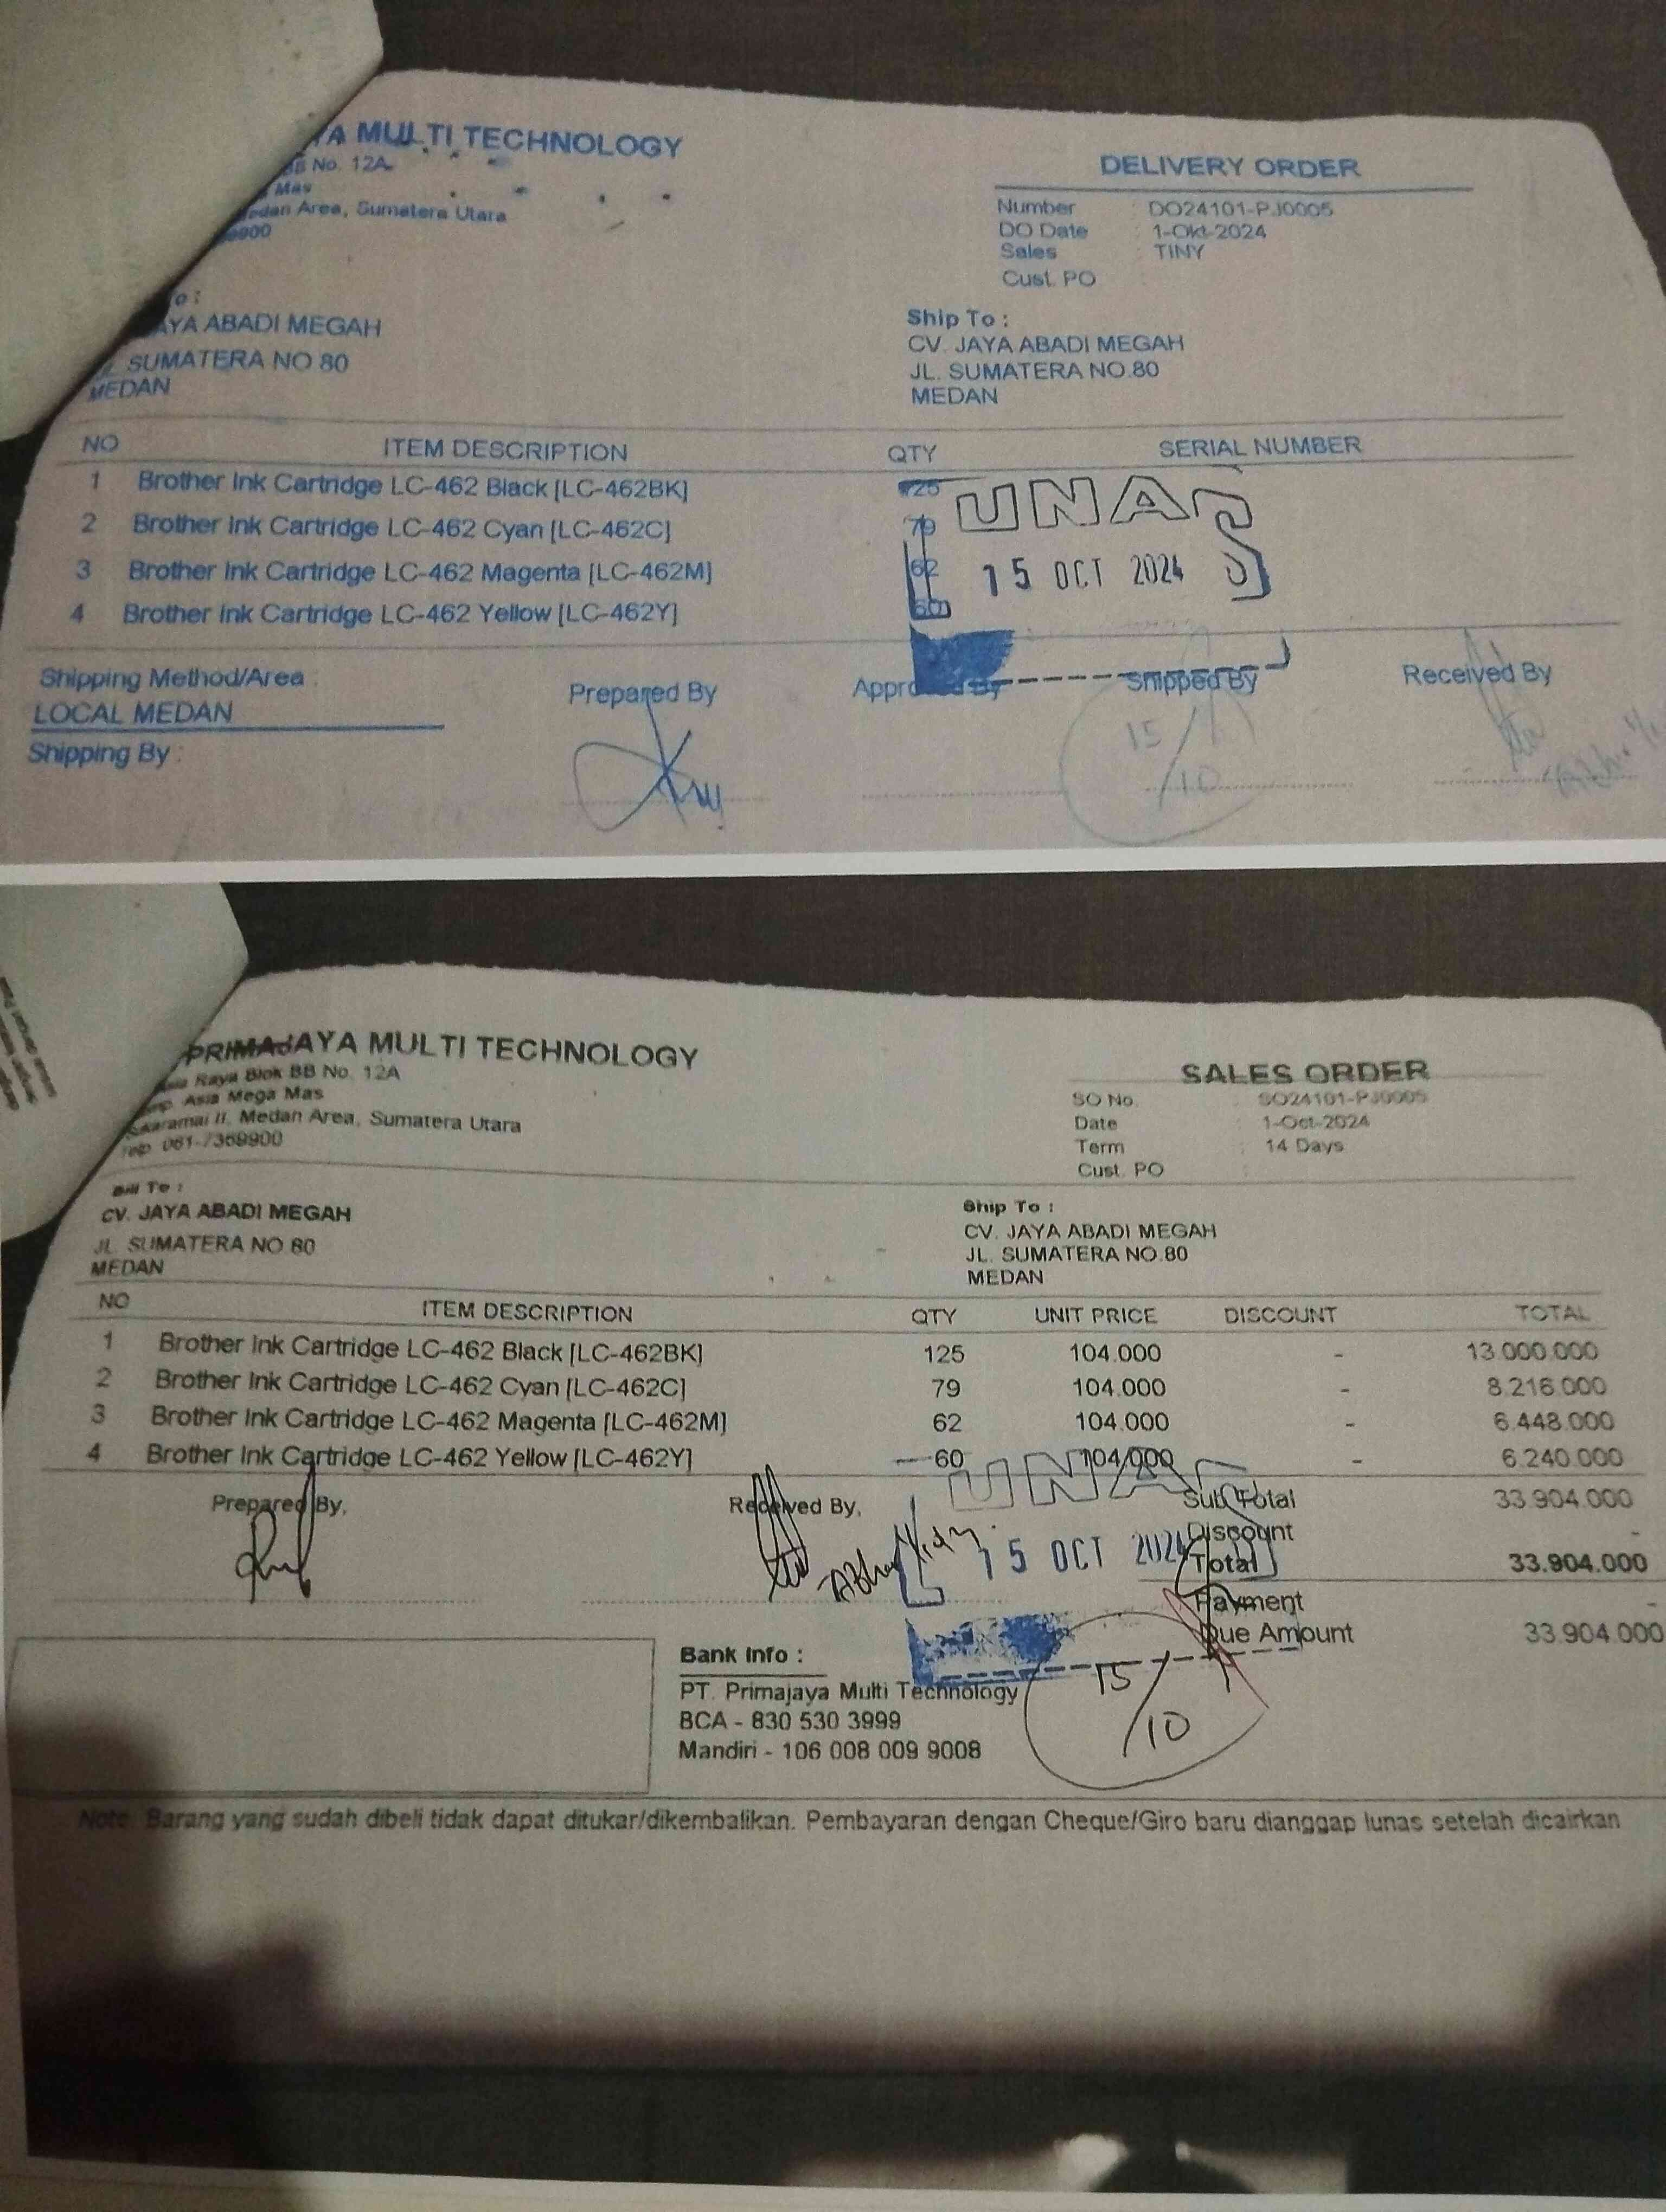 YA MULTI TECHNOLOGY
BB No. 12A
Mas
Medan Area, Sumatera Utara
DELIVERY ORDER
Number : DO24101-PJ0005
DO Date : 1-Okt-2024
Sales : TINY
Cust. PO :
o :
AYA ABADI MEGAH
SUMATERA NO 80
MEDAN
Ship To :
CV. JAYA ABADI MEGAH
JL. SUMATERA NO.80
MEDAN
NO ITEM DESCRIPTION QTY SERIAL NUMBER
1 Brother Ink Cartridge LC-462 Black [LC-462BK] 125
2 Brother Ink Cartridge LC-462 Cyan [LC-462C] 79
3 Brother Ink Cartridge LC-462 Magenta [LC-462M] 62
4 Brother Ink Cartridge LC-462 Yellow [LC-462Y] 60
LUNAS
15 OCT 2024
Shipping Method/Area :
LOCAL MEDAN
Shipping By :
Prepared By
Approved By
Shipped By
Received By
15/10
PRIMAJAYA MULTI TECHNOLOGY
Raya Blok BB No. 12A
Komp. Asia Mega Mas
Sukaramai II, Medan Area, Sumatera Utara
Telp. 061-7369900
SALES ORDER
SO No. : SO24101-PJ0005
Date : 1-Oct-2024
Term : 14 Days
Cust. PO :
Bill To :
CV. JAYA ABADI MEGAH
JL. SUMATERA NO 80
MEDAN
Ship To :
CV. JAYA ABADI MEGAH
JL. SUMATERA NO.80
MEDAN
NO ITEM DESCRIPTION QTY UNIT PRICE DISCOUNT TOTAL
1 Brother Ink Cartridge LC-462 Black [LC-462BK] 125 104.000 - 13.000.000
2 Brother Ink Cartridge LC-462 Cyan [LC-462C] 79 104.000 - 8.216.000
3 Brother Ink Cartridge LC-462 Magenta [LC-462M] 62 104.000 - 6.448.000
4 Brother Ink Cartridge LC-462 Yellow [LC-462Y] 60 104.000 - 6.240.000
Prepared By,
Received By,
LUNAS
15 OCT 2024
Sub Total 33.904.000
Discount -
Total 33.904.000
Payment -
Due Amount 33.904.000
15/10
Bank Info :
PT. Primajaya Multi Technology
BCA - 830 530 3999
Mandiri - 106 008 009 9008
Note: Barang yang sudah dibeli tidak dapat ditukar/dikembalikan. Pembayaran dengan Cheque/Giro baru dianggap lunas setelah dicairkan